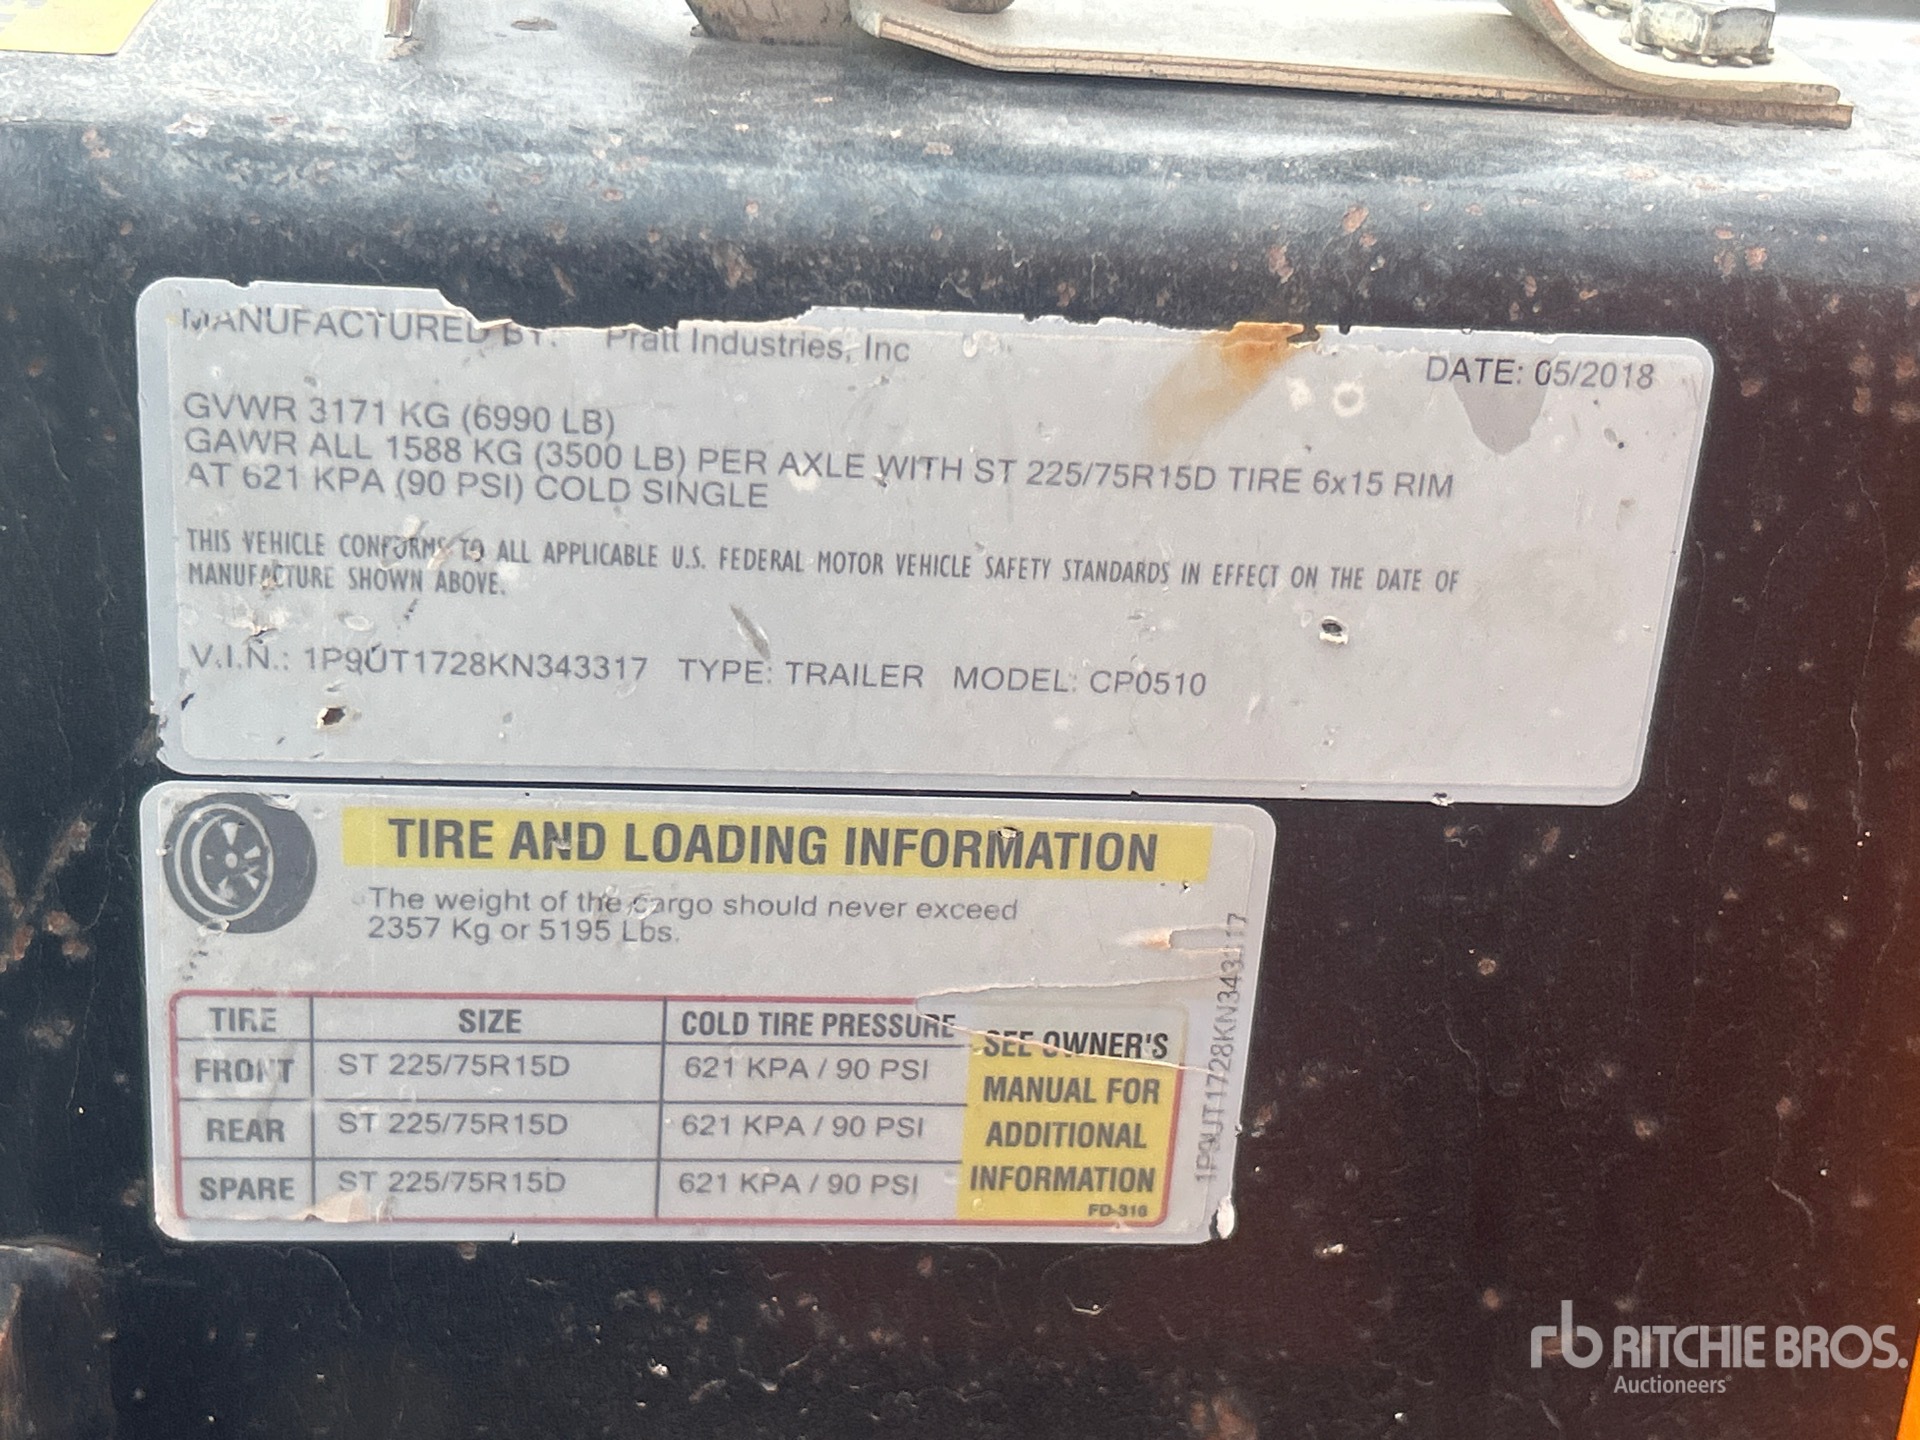 MANUFACTURED BY: Pratt Industries, Inc
DATE: 05/2018
GVWR 3171 KG (6990 LB)
GAWR ALL 1588 KG (3500 LB) PER AXLE WITH ST 225/75R15D TIRE 6x15 RIM
AT 621 KPA (90 PSI) COLD SINGLE
THIS VEHICLE CONFORMS TO ALL APPLICABLE U.S. FEDERAL MOTOR VEHICLE SAFETY STANDARDS IN EFFECT ON THE DATE OF
MANUFACTURE SHOWN ABOVE.
V.I.N.: 1P9UT1728KN343317 TYPE: TRAILER MODEL: CP0510
TIRE AND LOADING INFORMATION
The weight of the cargo should never exceed
2357 Kg or 5195 Lbs.
TIRE SIZE COLD TIRE PRESSURE
FRONT ST 225/75R15D 621 KPA / 90 PSI
REAR ST 225/75R15D 621 KPA / 90 PSI
SPARE ST 225/75R15D 621 KPA / 90 PSI
SEE OWNER'S
MANUAL FOR
ADDITIONAL
INFORMATION
FD-316
1P9UT1728KN343317
rb RITCHIE BROS.
Auctioneers